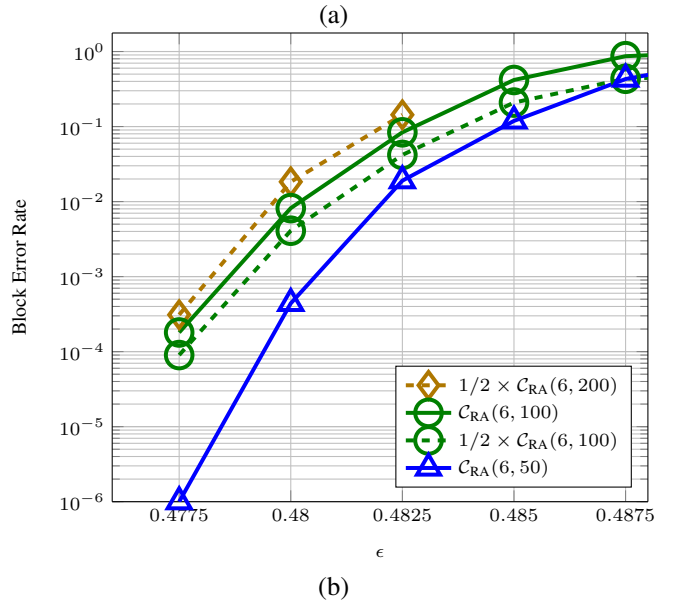 (a)
10^0
10^−1
10^−2
10^−3
10^−4
10^−5
10^−6
Block Error Rate
1/2 × C_RA(6, 200)
C_RA(6, 100)
1/2 × C_RA(6, 100)
C_RA(6, 50)
0.4775 0.48 0.4825 0.485 0.4875
ϵ
(b)